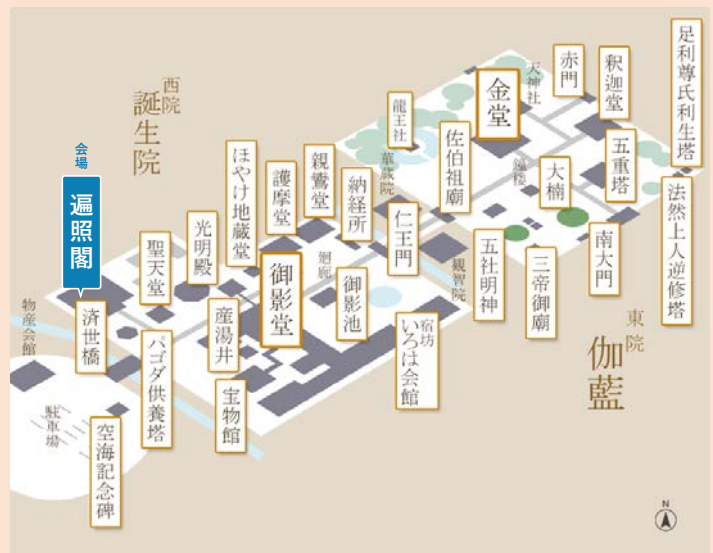 足利尊氏利生塔
釈迦堂
赤門
天神社
金堂
五重塔
法然上人逆修塔
大楠
鐘楼
佐伯祖廟
龍王社
華蔵院
南大門
三帝御廟
五社明神
観智院
仁王門
東院
伽藍
西院
誕生院
納経所
親鸞堂
護摩堂
ほやけ地蔵堂
光明殿
聖天堂
会場
遍照閣
廻廊
御影池
御影堂
産湯井
宿坊
いろは会館
宝物館
パゴダ供養塔
済世橋
物産会館
駐車場
空海記念碑
N